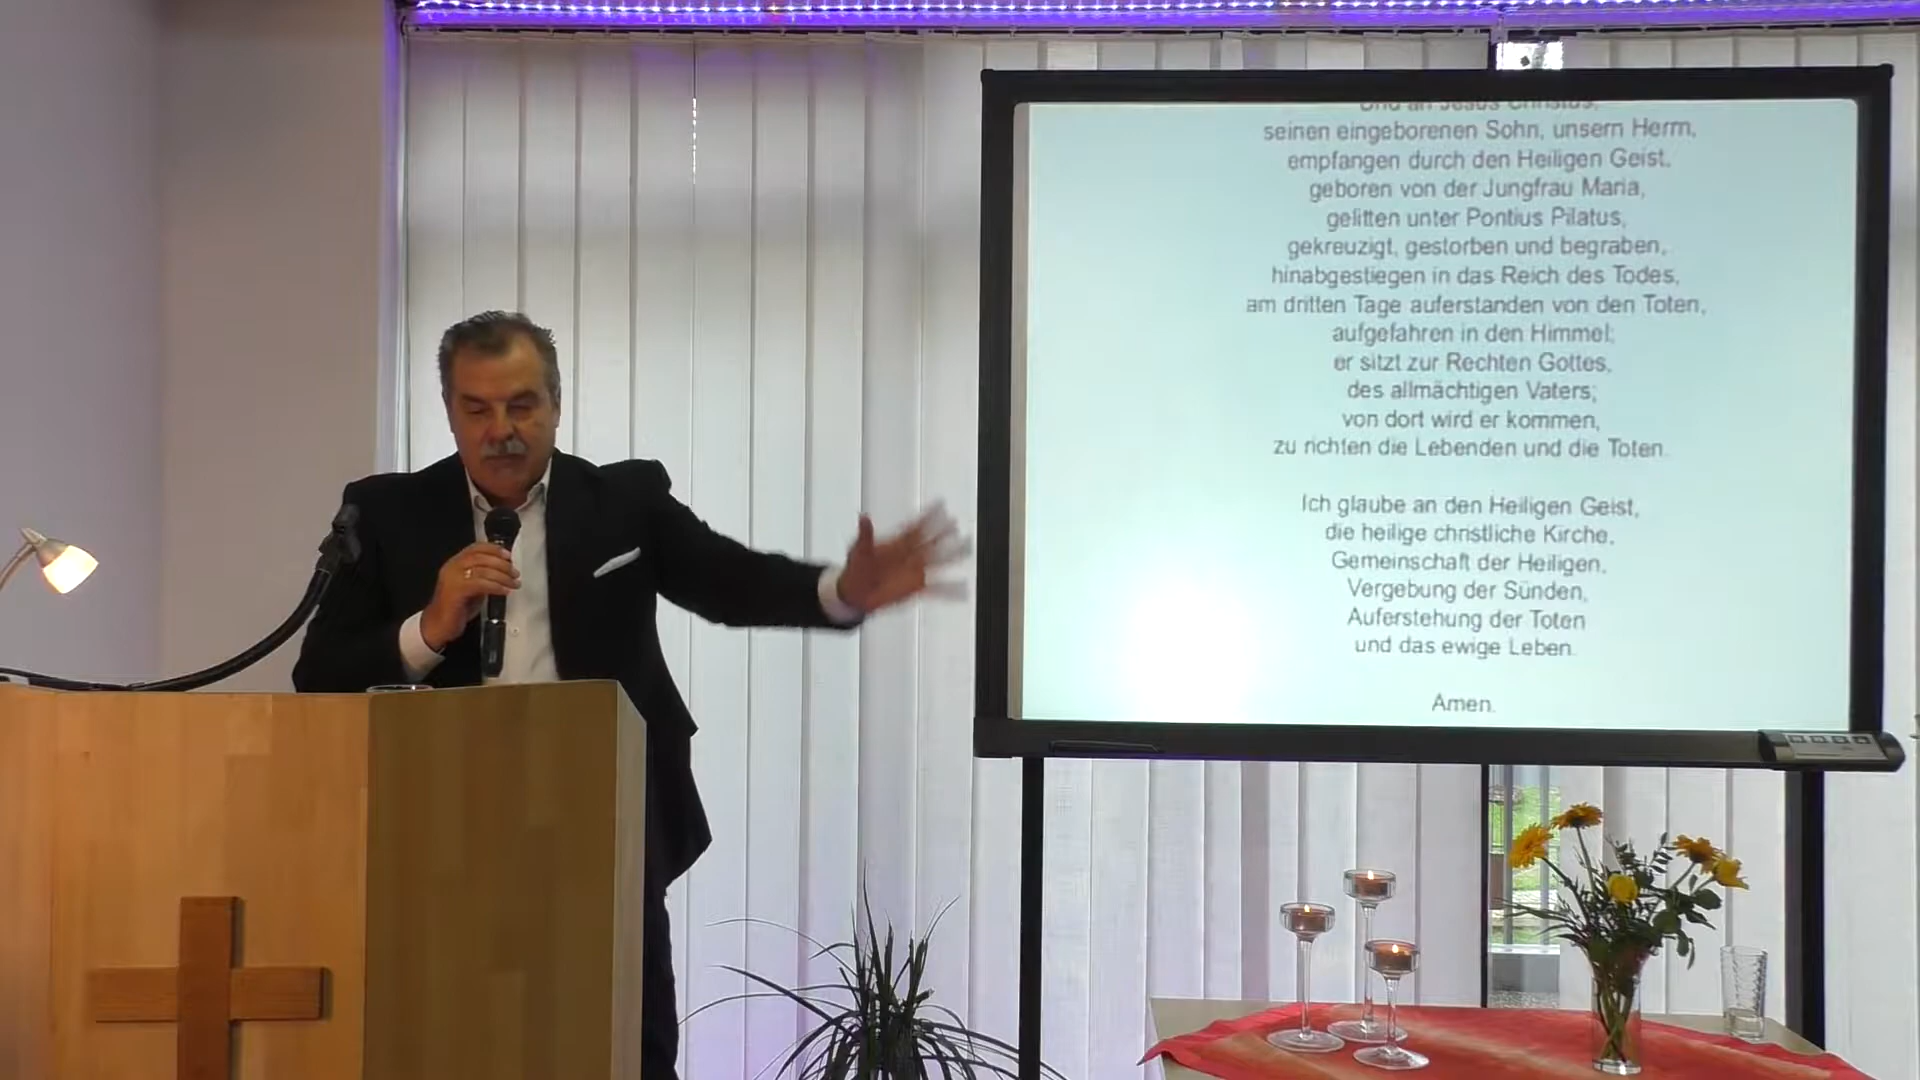 Und an Jesus Christus,
seinen eingeborenen Sohn, unsern Herrn,
empfangen durch den Heiligen Geist,
geboren von der Jungfrau Maria,
gelitten unter Pontius Pilatus,
gekreuzigt, gestorben und begraben,
hinabgestiegen in das Reich des Todes,
am dritten Tage auferstanden von den Toten,
aufgefahren in den Himmel;
er sitzt zur Rechten Gottes,
des allmächtigen Vaters;
von dort wird er kommen,
zu richten die Lebenden und die Toten.
Ich glaube an den Heiligen Geist,
die heilige christliche Kirche,
Gemeinschaft der Heiligen,
Vergebung der Sünden,
Auferstehung der Toten
und das ewige Leben.
Amen.